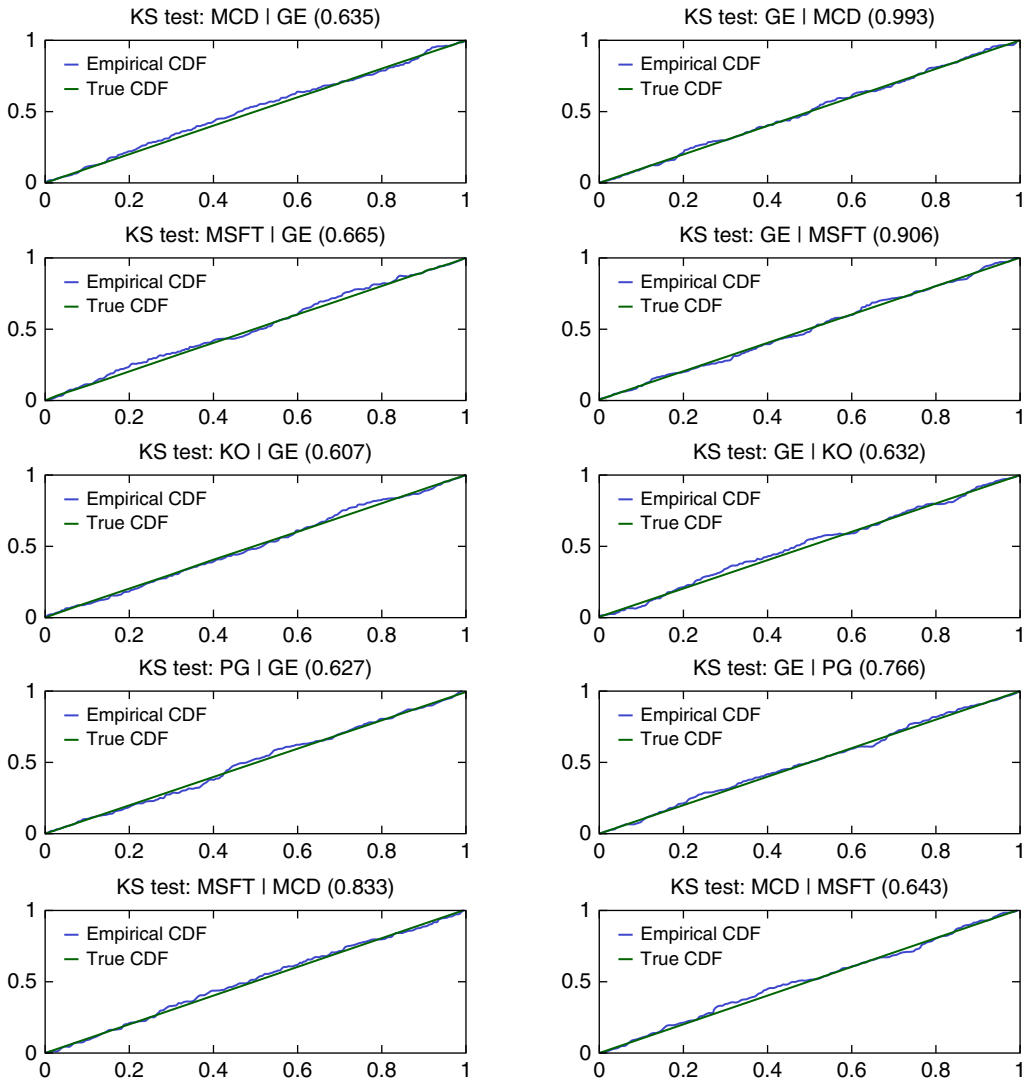 KS test: MCD | GE (0.635)
1
0.5
0
Empirical CDF
True CDF
0 0.2 0.4 0.6 0.8 1
KS test: GE | MCD (0.993)
1
0.5
0
Empirical CDF
True CDF
0 0.2 0.4 0.6 0.8 1
KS test: MSFT | GE (0.665)
1
0.5
0
Empirical CDF
True CDF
0 0.2 0.4 0.6 0.8 1
KS test: GE | MSFT (0.906)
1
0.5
0
Empirical CDF
True CDF
0 0.2 0.4 0.6 0.8 1
KS test: KO | GE (0.607)
1
0.5
0
Empirical CDF
True CDF
0 0.2 0.4 0.6 0.8 1
KS test: GE | KO (0.632)
1
0.5
0
Empirical CDF
True CDF
0 0.2 0.4 0.6 0.8 1
KS test: PG | GE (0.627)
1
0.5
0
Empirical CDF
True CDF
0 0.2 0.4 0.6 0.8 1
KS test: GE | PG (0.766)
1
0.5
0
Empirical CDF
True CDF
0 0.2 0.4 0.6 0.8 1
KS test: MSFT | MCD (0.833)
1
0.5
0
Empirical CDF
True CDF
0 0.2 0.4 0.6 0.8 1
KS test: MCD | MSFT (0.643)
1
0.5
0
Empirical CDF
True CDF
0 0.2 0.4 0.6 0.8 1